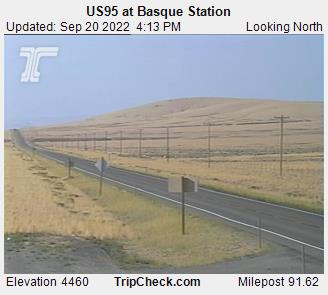 US95 at Basque Station
Updated: Sep 20 2022 4:13 PM Looking North
Elevation 4460 TripCheck.com Milepost 91.62